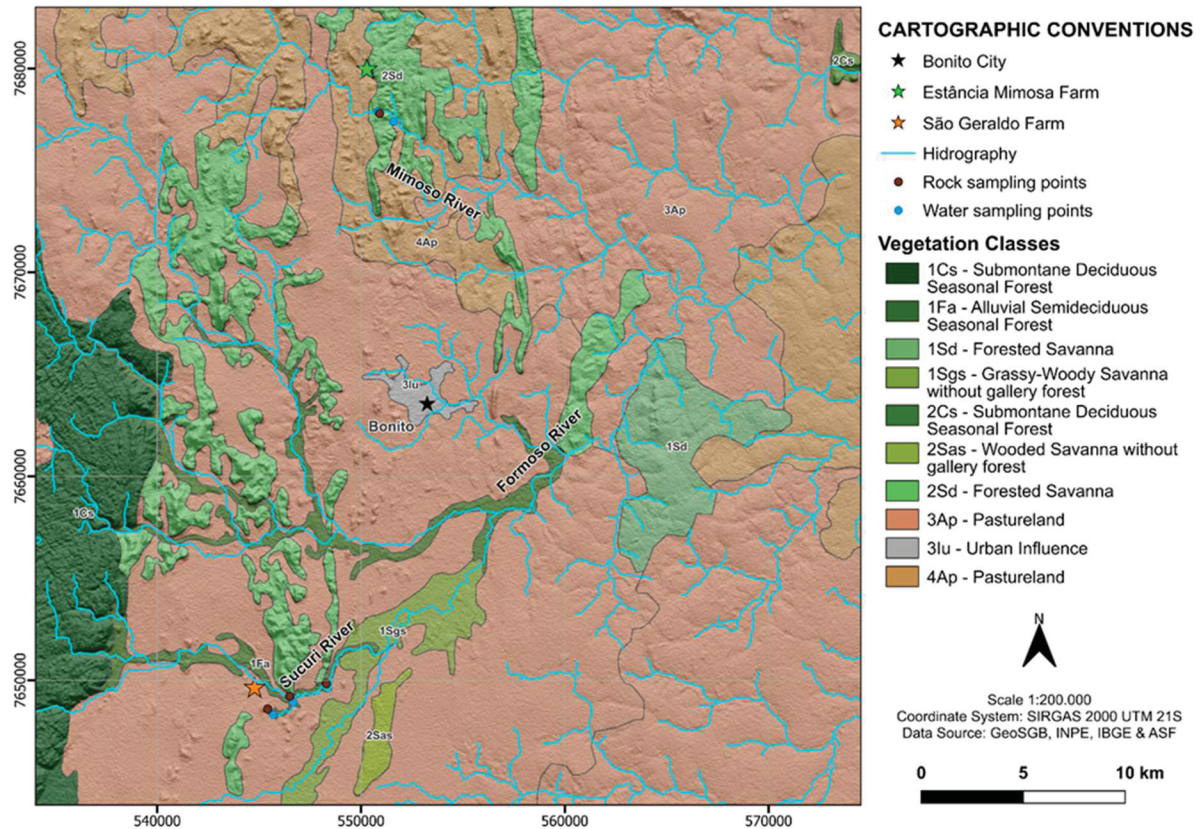 7680000
7670000
7660000
7650000
540000
550000
560000
570000
2Sd
2Cs
Mimoso River
3Ap
4Ap
3Iu
Bonito
Formoso River
1Sd
1Cs
1Sgs
Sucuri River
1Fa
2Sas
CARTOGRAPHIC CONVENTIONS
Bonito City
Estância Mimosa Farm
São Geraldo Farm
Hidrography
Rock sampling points
Water sampling points
Vegetation Classes
1Cs - Submontane Deciduous
Seasonal Forest
1Fa - Alluvial Semideciduous
Seasonal Forest
1Sd - Forested Savanna
1Sgs - Grassy-Woody Savanna
without gallery forest
2Cs - Submontane Deciduous
Seasonal Forest
2Sas - Wooded Savanna without
gallery forest
2Sd - Forested Savanna
3Ap - Pastureland
3Iu - Urban Influence
4Ap - Pastureland
N
Scale 1:200.000
Coordinate System: SIRGAS 2000 UTM 21S
Data Source: GeoSGB, INPE, IBGE & ASF
0 5 10 km